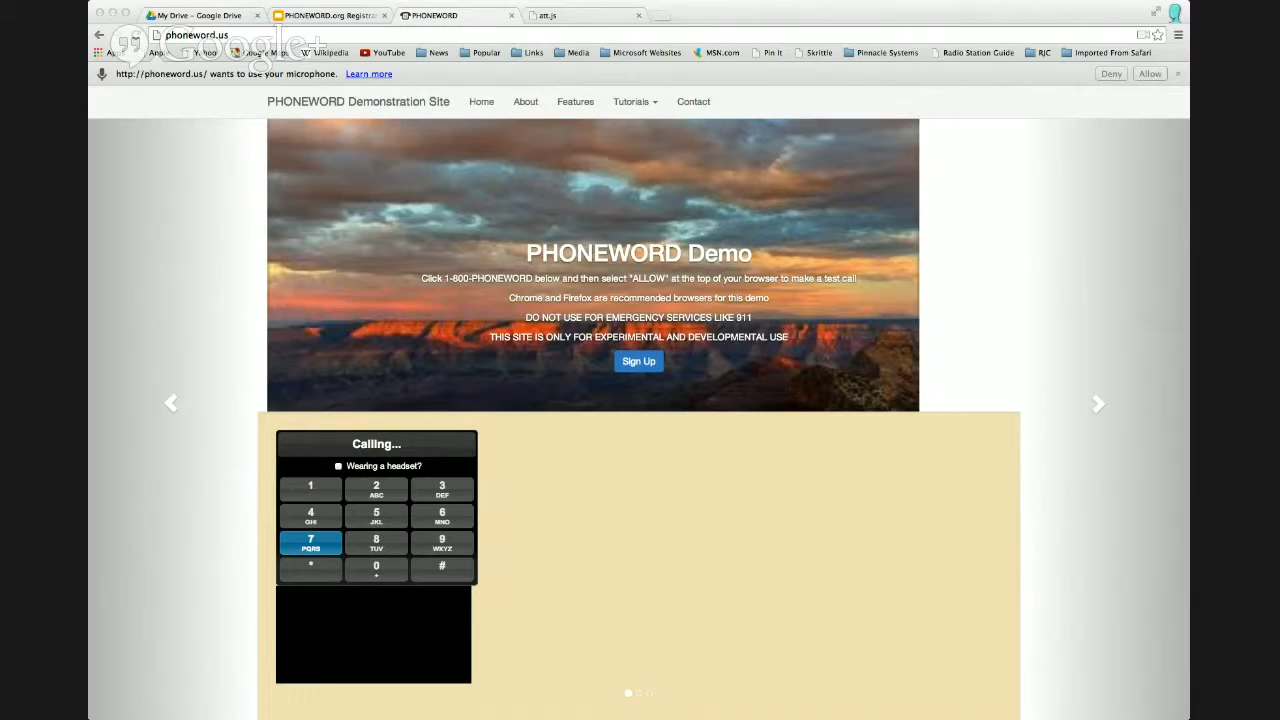 My Drive – Google Drive
PHONEWORD.org Registrat
PHONEWORD
att.js
phoneword.us
Google+
Google Maps
Wikipedia
YouTube
News
Popular
Links
Media
Microsoft Websites
MSN.com
Pin It
Skrittle
Pinnacle Systems
Radio Station Guide
RJC
Imported From Safari
http://phoneword.us/ wants to use your microphone. Learn more
Deny
Allow
PHONEWORD Demonstration Site
Home
About
Features
Tutorials
Contact
PHONEWORD Demo
Click 1-800-PHONEWORD below and then select "ALLOW" at the top of your browser to make a test call
Chrome and Firefox are recommended browsers for this demo
DO NOT USE FOR EMERGENCY SERVICES LIKE 911
THIS SITE IS ONLY FOR EXPERIMENTAL AND DEVELOPMENTAL USE
Sign Up
Calling...
Wearing a headset?
1 2 3
ABC DEF
4 5 6
GHI JKL MNO
7 8 9
PQRS TUV WXYZ
* 0 #
+